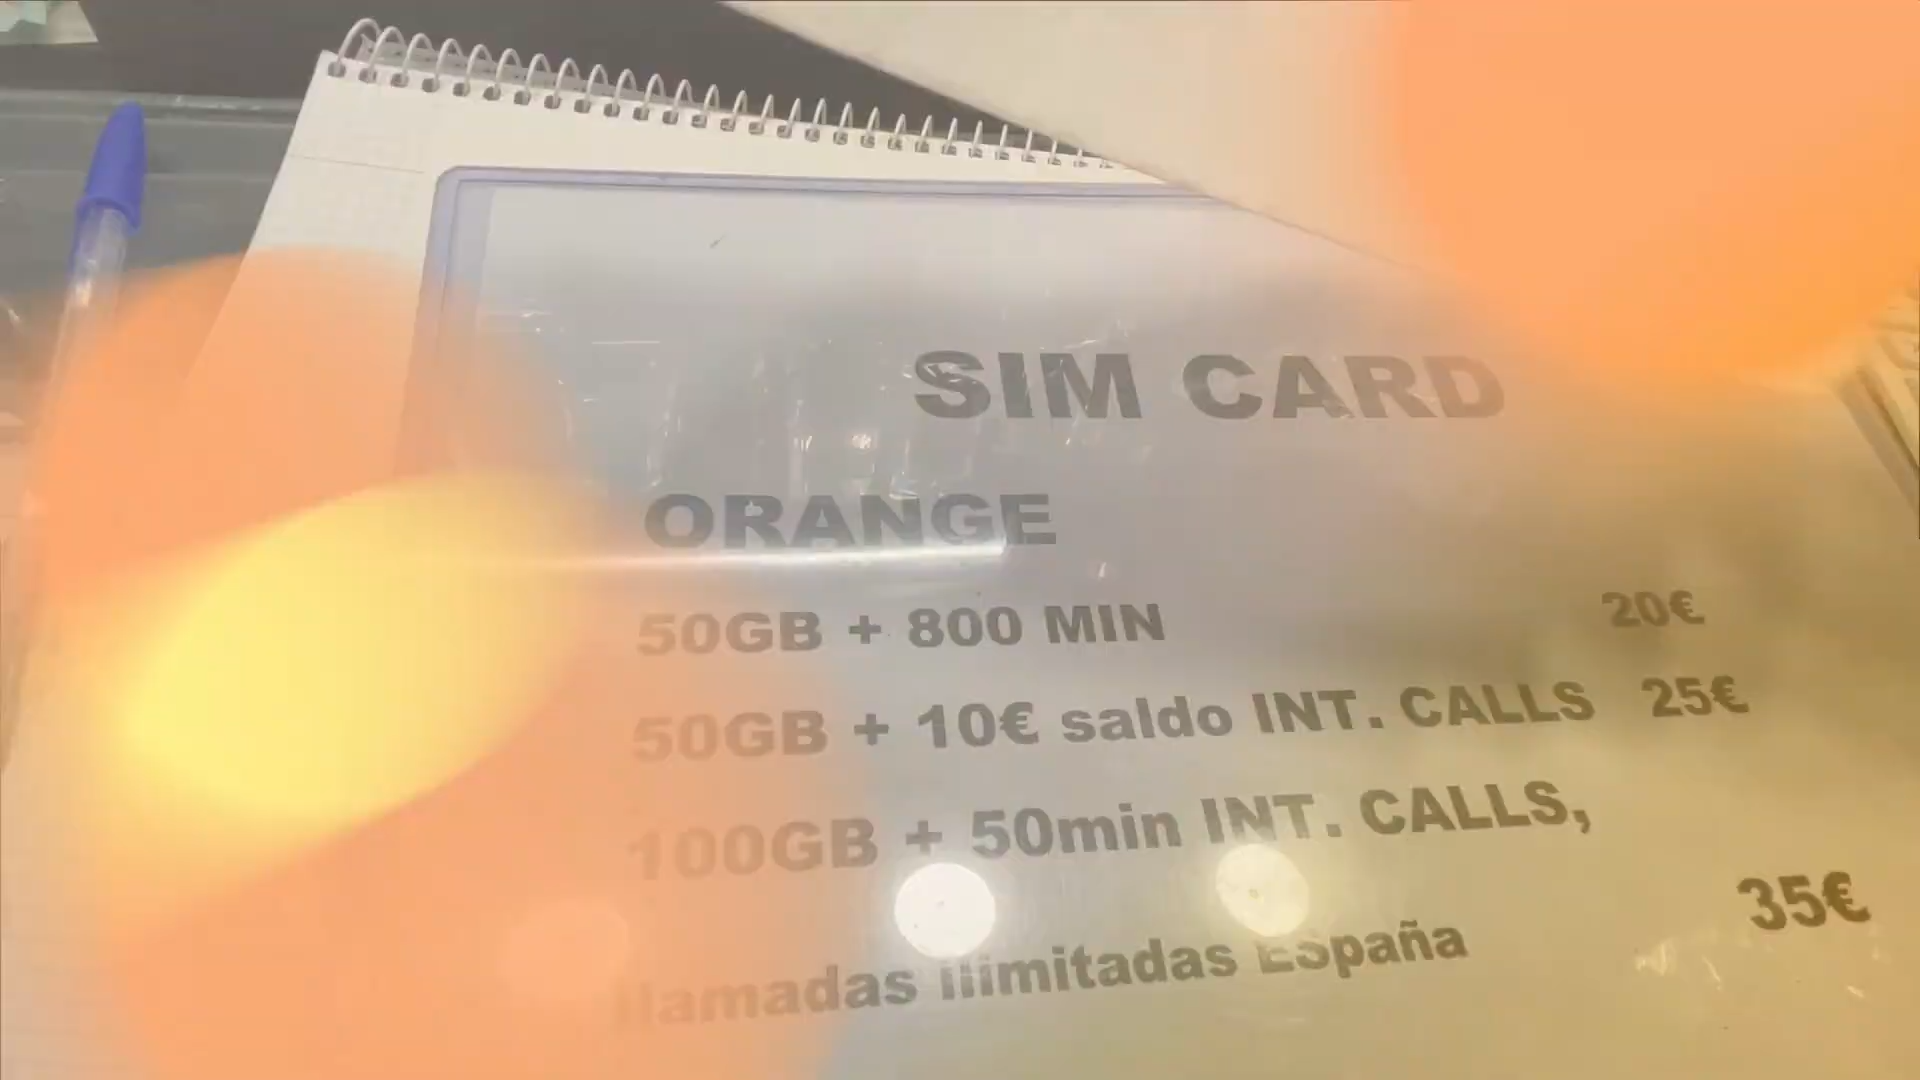 SIM CARD
ORANGE
50GB + 800 MIN 20€
50GB + 10€ saldo INT. CALLS 25€
100GB + 50min INT. CALLS,
35€
llamadas ilimitadas España